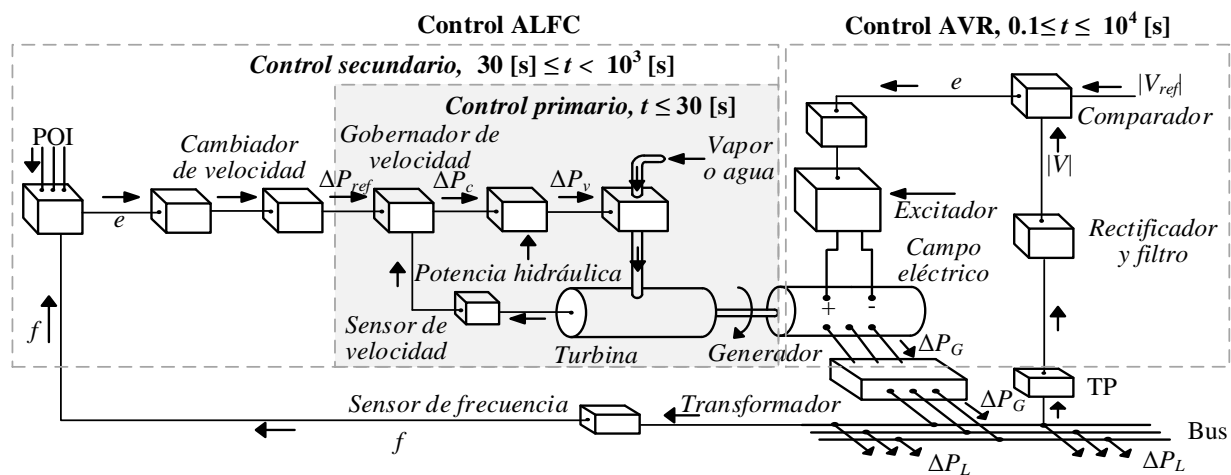 Control ALFC
Control AVR, 0.1≤ t ≤ 10⁴ [s]
Control secundario, 30 [s] ≤ t < 10³ [s]
Control primario, t ≤ 30 [s]
e
|Vref|
Comparador
POI
Cambiador
de velocidad
Gobernador de
velocidad
Vapor
o agua
|V|
ΔPref
ΔPc
ΔPv
e
Excitador
Rectificador
y filtro
Campo
eléctrico
Potencia hidráulica
+ -
f
Sensor de
velocidad
Turbina
Generador
ΔPG
TP
ΔPG
Sensor de frecuencia
Transformador
f
Bus
ΔPL
ΔPL